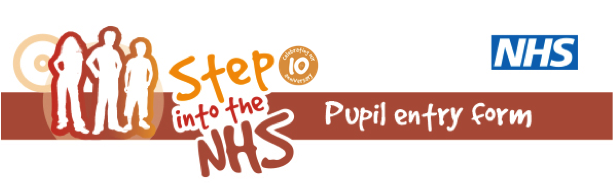 Step
into the
NHS
Celebrating our
10
anniversary
Pupil entry form
NHS